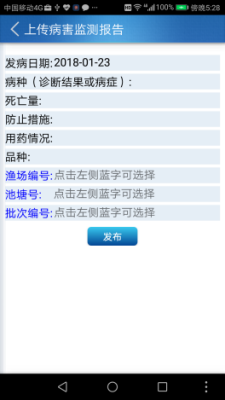 中国移动4G 100% 傍晚5:28
上传病害监测报告
发病日期:2018-01-23
病种（诊断结果或病症）:
死亡量:
防止措施:
用药情况:
品种:
渔场编号:点击左侧蓝字可选择
池塘号:点击左侧蓝字可选择
批次编号:点击左侧蓝字可选择
发布